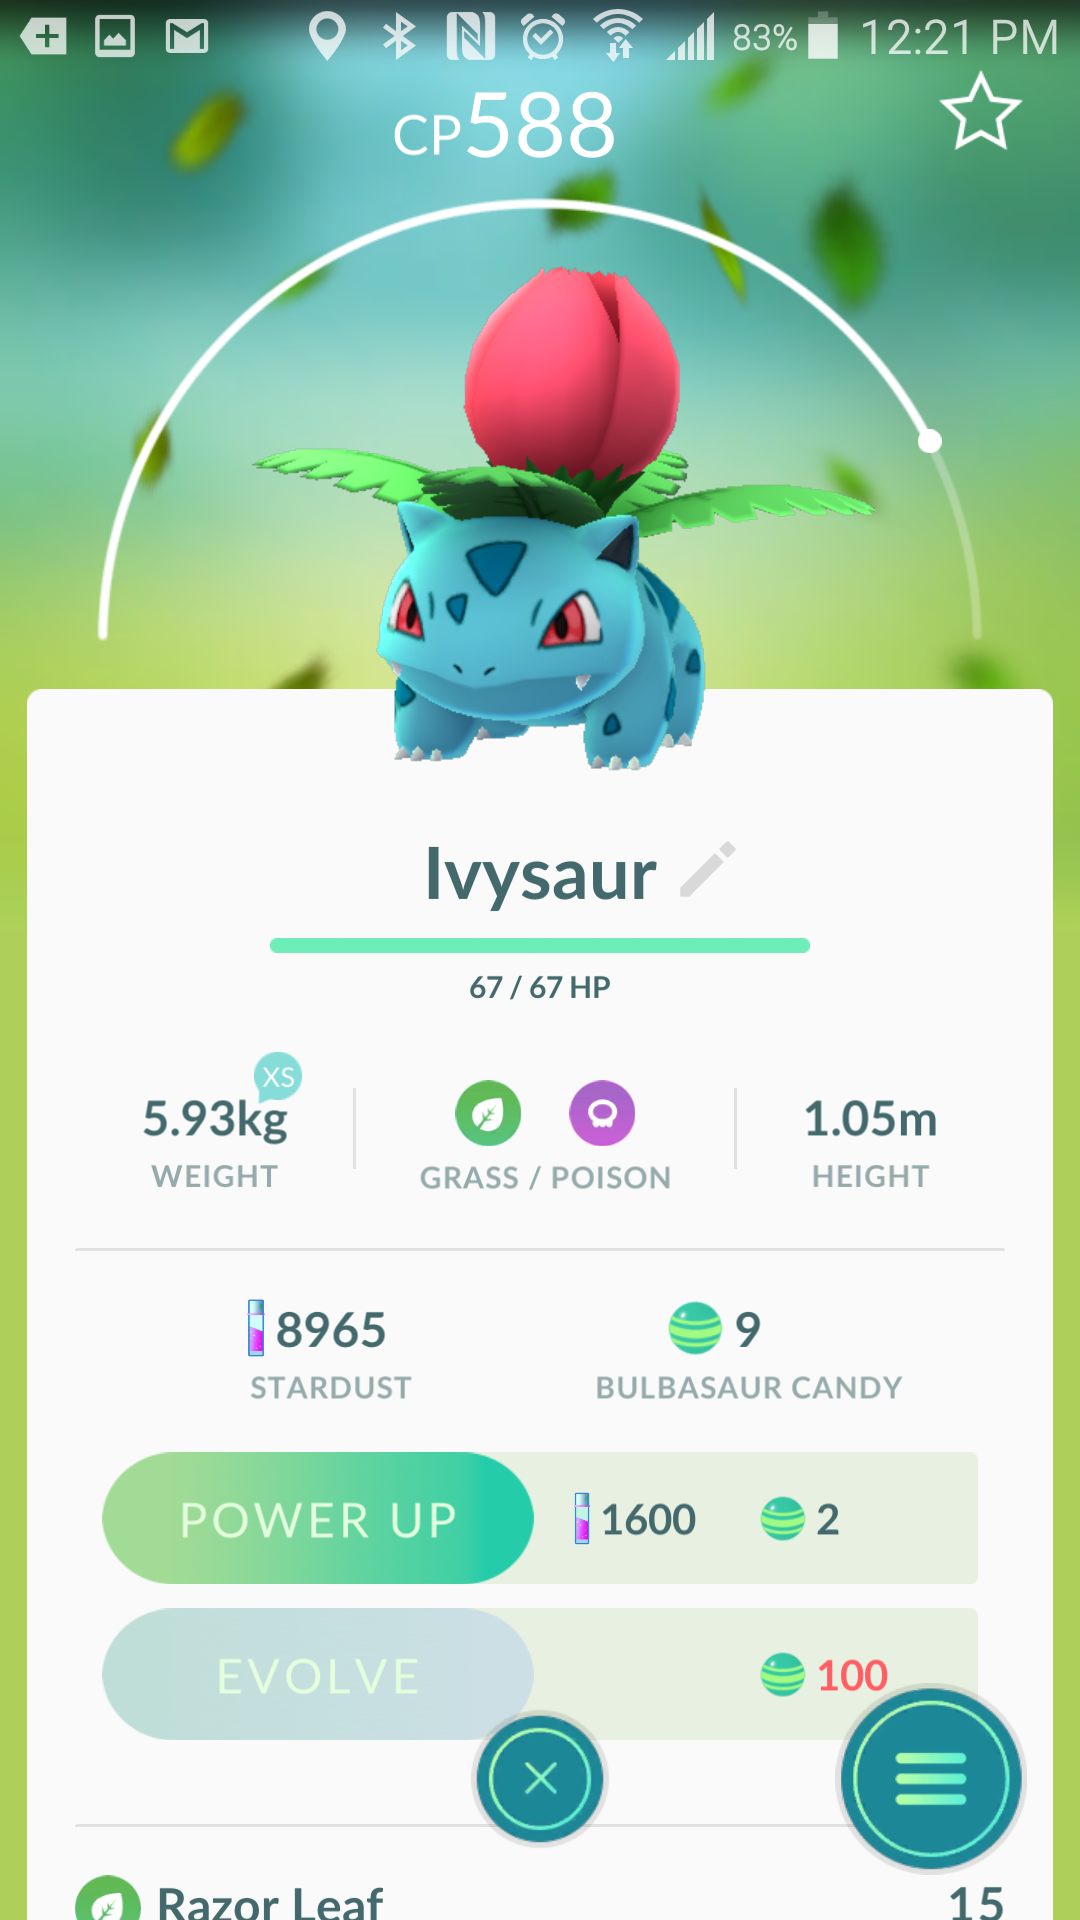 83% 12:21 PM
CP588
Ivysaur
67 / 67 HP
XS
5.93kg
WEIGHT
GRASS / POISON
1.05m
HEIGHT
8965
STARDUST
9
BULBASAUR CANDY
POWER UP 1600 2
EVOLVE 100
Razor Leaf 15